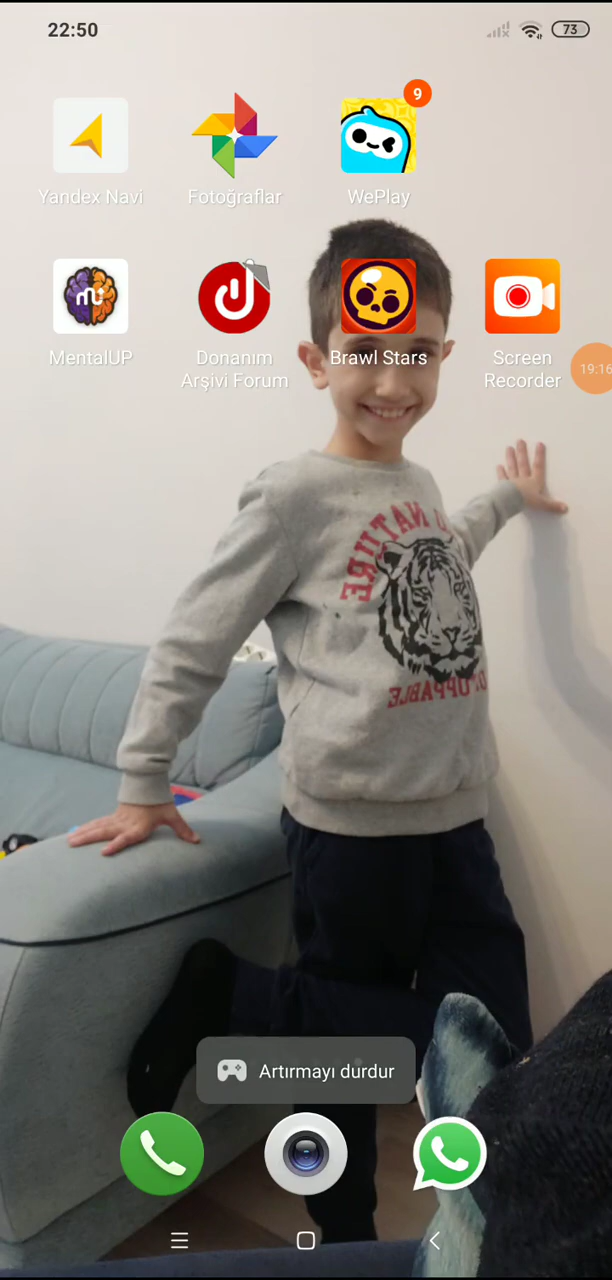 22:50
73
9
Yandex Navi
Fotoğraflar
WePlay
MentalUP
Donanım
Arşivi Forum
Brawl Stars
Screen
Recorder
19:16
Artırmayı durdur